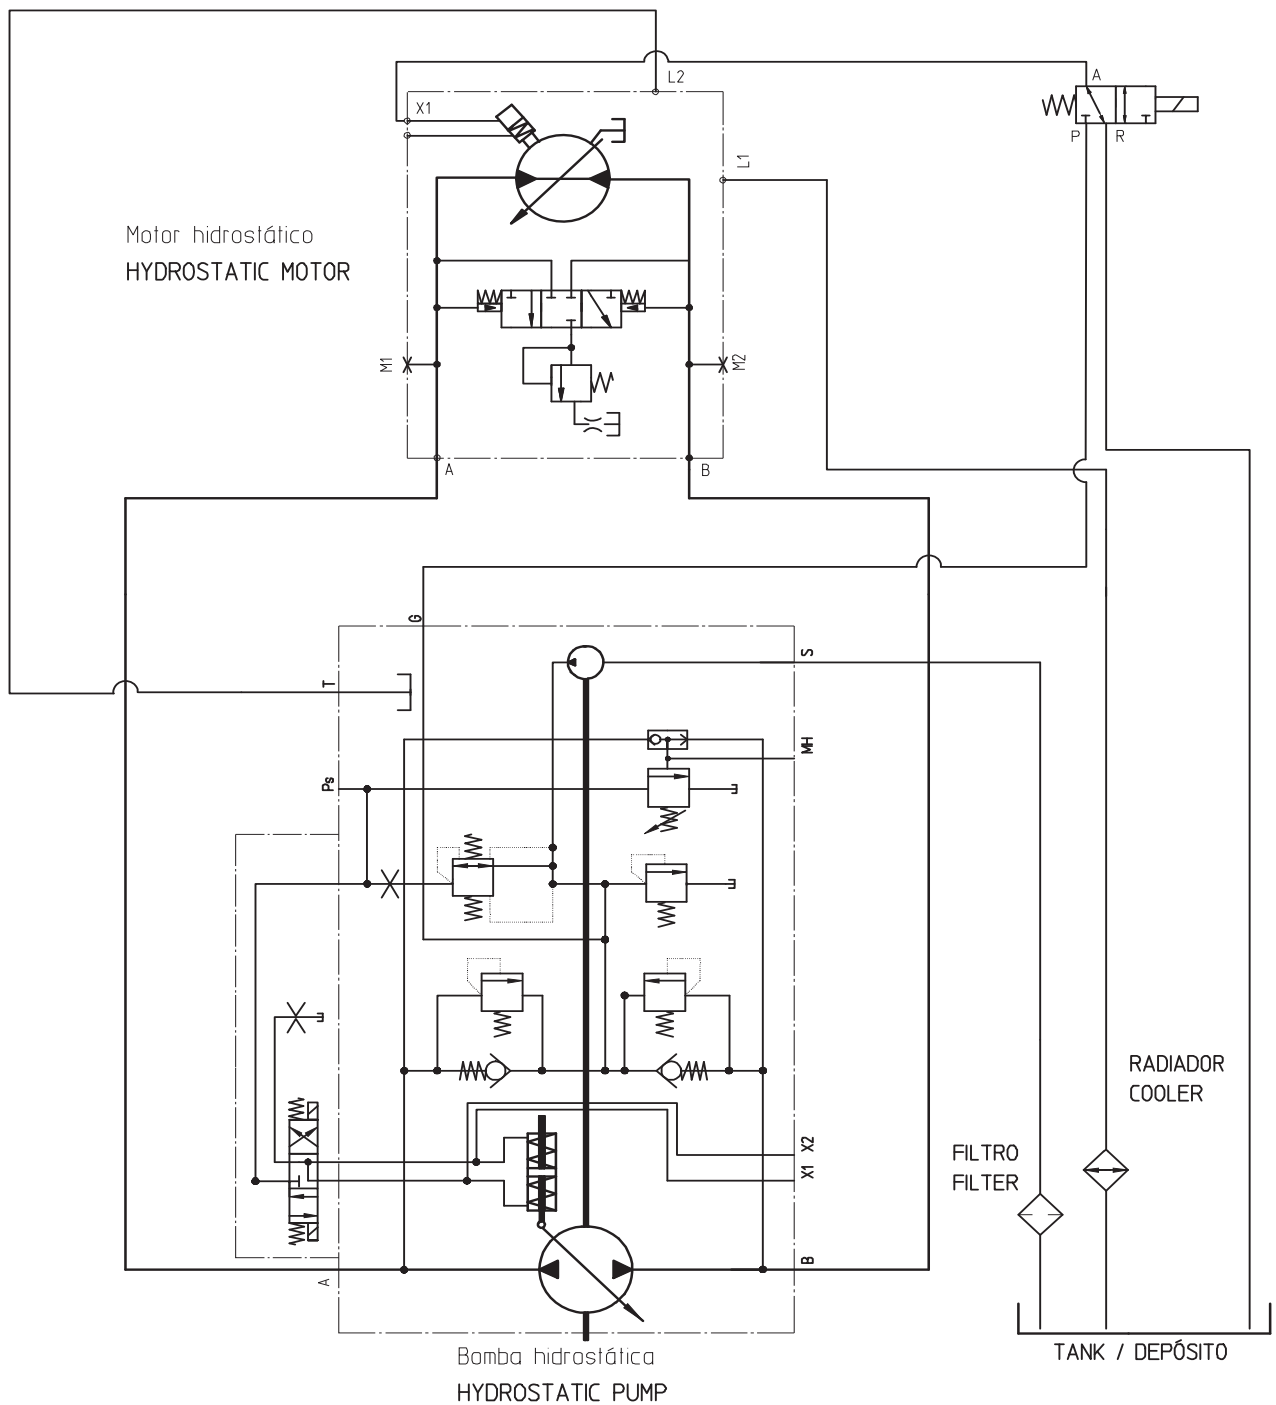 L2
A
X1
P
R
L1
Motor hidrostático
HYDROSTATIC MOTOR
M1
M2
A
B
G
S
T
MH
Ps
RADIADOR
COOLER
X2
FILTRO
FILTER
X1
B
A
TANK / DEPÓSITO
Bomba hidrostática
HYDROSTATIC PUMP